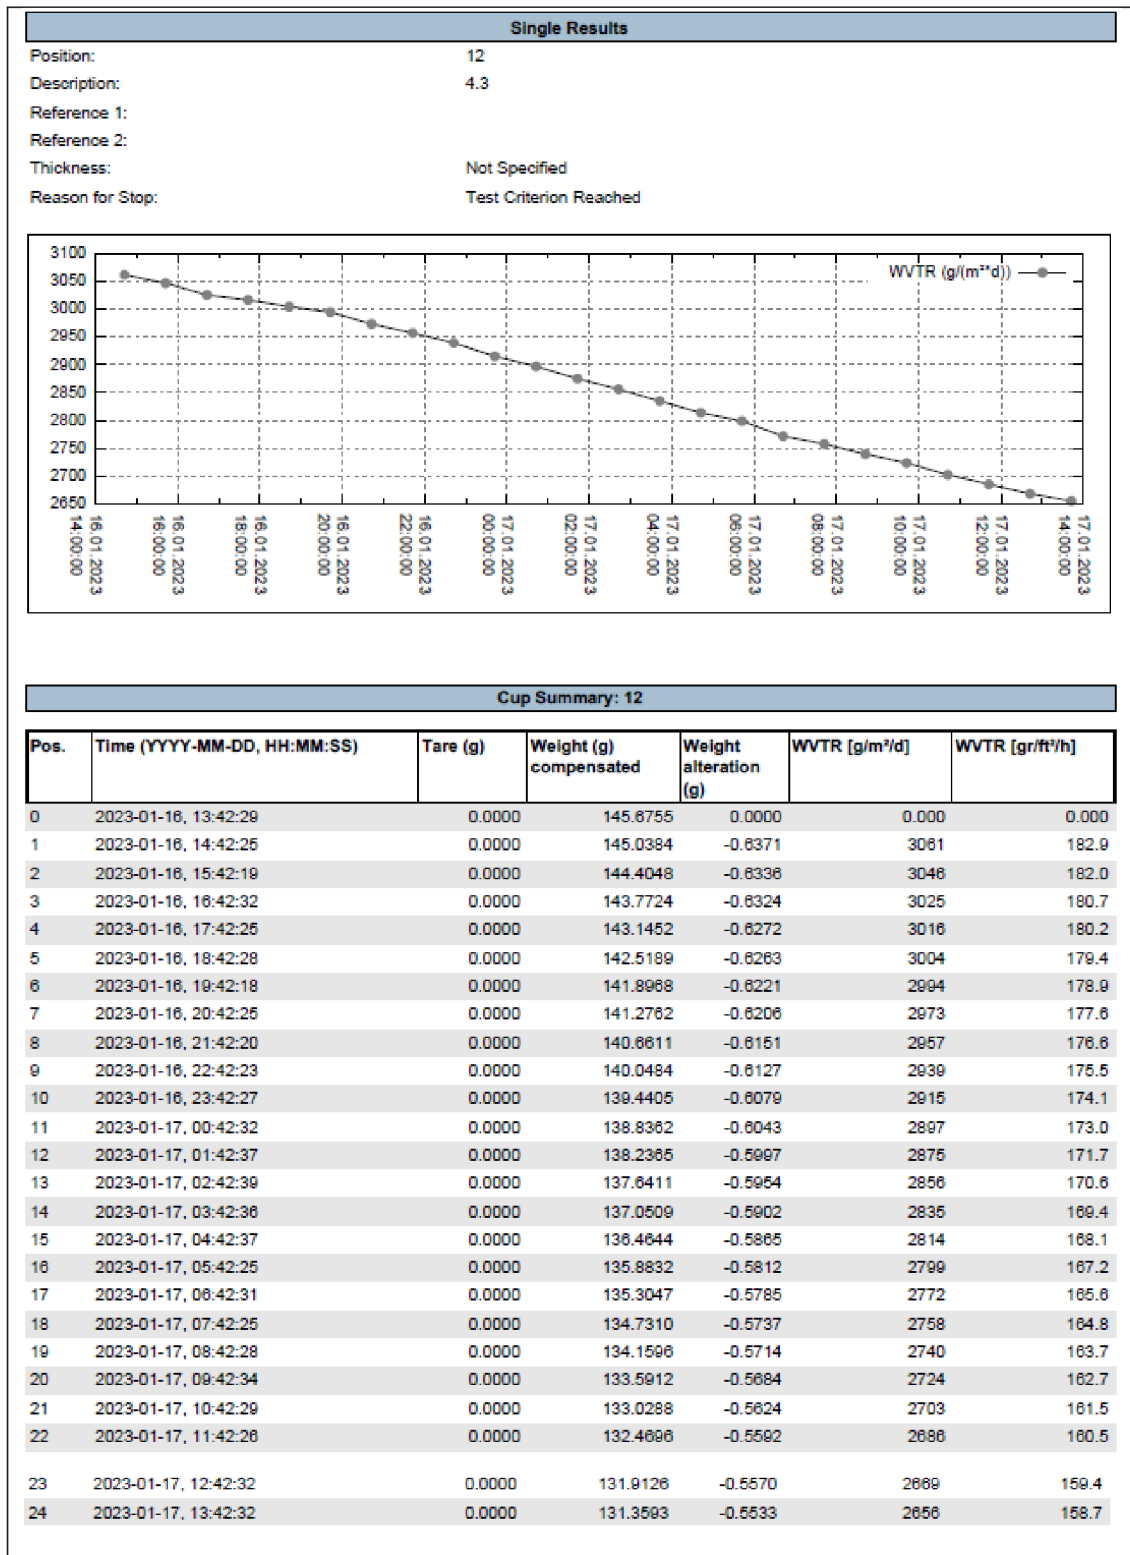 Single Results
Position: 12
Description: 4.3
Reference 1:
Reference 2:
Thickness: Not Specified
Reason for Stop: Test Criterion Reached
WVTR (g/(m²*d))
3100
3050
3000
2950
2900
2850
2800
2750
2700
2650
16.01.2023 14:00:00
16.01.2023 16:00:00
16.01.2023 18:00:00
16.01.2023 20:00:00
16.01.2023 22:00:00
17.01.2023 00:00:00
17.01.2023 02:00:00
17.01.2023 04:00:00
17.01.2023 06:00:00
17.01.2023 08:00:00
17.01.2023 10:00:00
17.01.2023 12:00:00
17.01.2023 14:00:00
Cup Summary: 12
Pos. Time (YYYY-MM-DD, HH:MM:SS) Tare (g) Weight (g) compensated Weight alteration (g) WVTR [g/m²/d] WVTR [gr/ft²/h]
0 2023-01-16, 13:42:29 0.0000 145.6755 0.0000 0.000 0.000
1 2023-01-16, 14:42:25 0.0000 145.0384 -0.6371 3061 182.9
2 2023-01-16, 15:42:19 0.0000 144.4048 -0.6336 3046 182.0
3 2023-01-16, 16:42:32 0.0000 143.7724 -0.6324 3025 180.7
4 2023-01-16, 17:42:25 0.0000 143.1452 -0.6272 3016 180.2
5 2023-01-16, 18:42:28 0.0000 142.5189 -0.6263 3004 179.4
6 2023-01-16, 19:42:18 0.0000 141.8968 -0.6221 2994 178.9
7 2023-01-16, 20:42:25 0.0000 141.2762 -0.6206 2973 177.6
8 2023-01-16, 21:42:20 0.0000 140.6611 -0.6151 2957 176.6
9 2023-01-16, 22:42:23 0.0000 140.0484 -0.6127 2939 175.5
10 2023-01-16, 23:42:27 0.0000 139.4405 -0.6079 2915 174.1
11 2023-01-17, 00:42:32 0.0000 138.8362 -0.6043 2897 173.0
12 2023-01-17, 01:42:37 0.0000 138.2365 -0.5997 2875 171.7
13 2023-01-17, 02:42:39 0.0000 137.6411 -0.5954 2856 170.6
14 2023-01-17, 03:42:36 0.0000 137.0509 -0.5902 2835 169.4
15 2023-01-17, 04:42:37 0.0000 136.4644 -0.5865 2814 168.1
16 2023-01-17, 05:42:25 0.0000 135.8832 -0.5812 2799 167.2
17 2023-01-17, 06:42:31 0.0000 135.3047 -0.5785 2772 165.6
18 2023-01-17, 07:42:25 0.0000 134.7310 -0.5737 2758 164.8
19 2023-01-17, 08:42:28 0.0000 134.1596 -0.5714 2740 163.7
20 2023-01-17, 09:42:34 0.0000 133.5912 -0.5684 2724 162.7
21 2023-01-17, 10:42:29 0.0000 133.0288 -0.5624 2703 161.5
22 2023-01-17, 11:42:26 0.0000 132.4696 -0.5592 2686 160.5
23 2023-01-17, 12:42:32 0.0000 131.9126 -0.5570 2669 159.4
24 2023-01-17, 13:42:32 0.0000 131.3593 -0.5533 2656 158.7